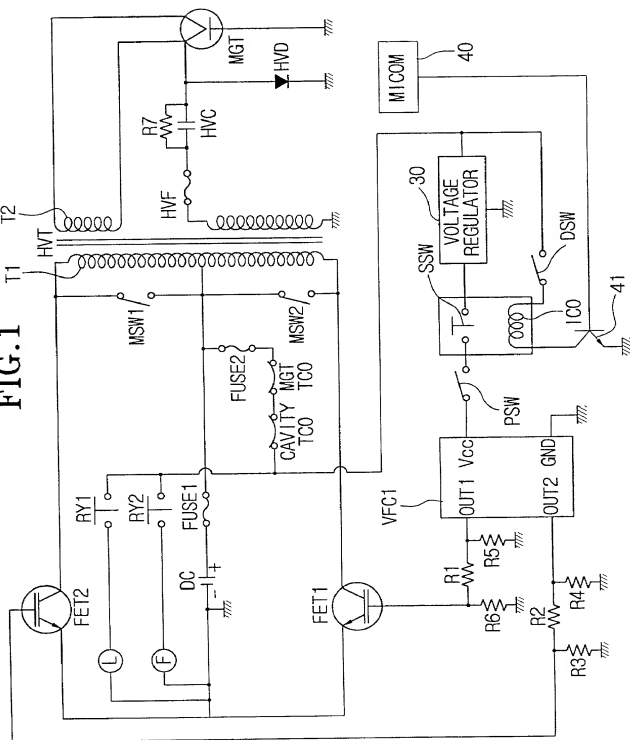 FIG.1
T1
T2
HVT
HVF
R7
HVC
MGT
HVD
MSW1
MSW2
FUSE2
MGT
TCO
CAVITY
TCO
RY1
RY2
FUSE1
DC
+
-
L
F
FET2
FET1
MICOM
40
30
VOLTAGE
REGULATOR
SSW
DSW
ICO
41
PSW
VFC1
OUT1 Vcc
OUT2 GND
R1
R5
R6
R2
R4
R3